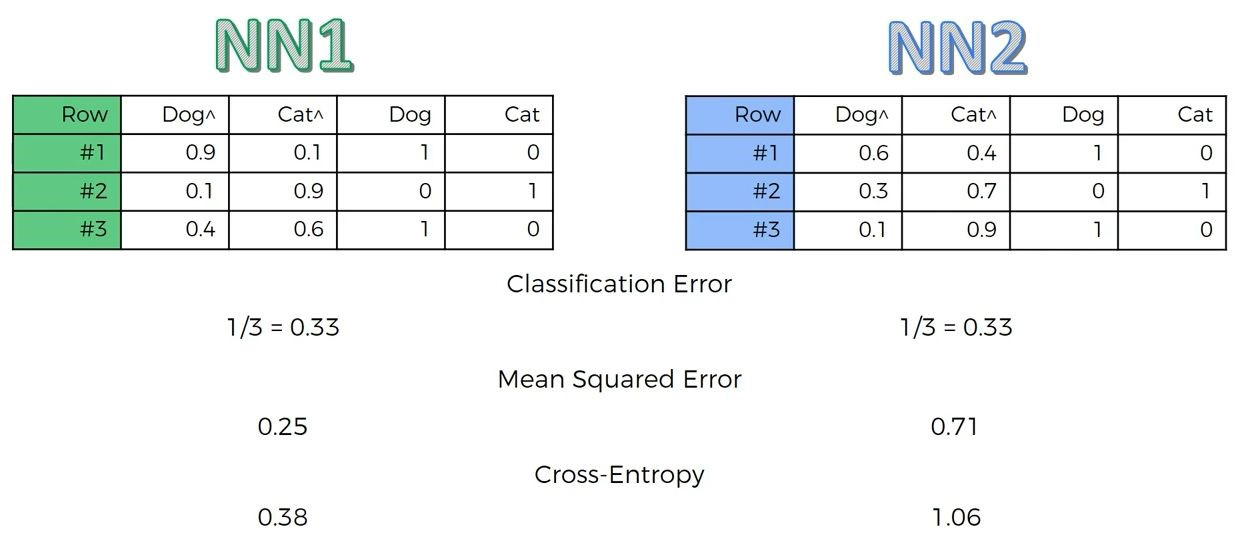 NN1 NN2
Row Dog^ Cat^ Dog Cat Row Dog^ Cat^ Dog Cat
#1 0.9 0.1 1 0 #1 0.6 0.4 1 0
#2 0.1 0.9 0 1 #2 0.3 0.7 0 1
#3 0.4 0.6 1 0 #3 0.1 0.9 1 0
Classification Error
1/3 = 0.33 1/3 = 0.33
Mean Squared Error
0.25 0.71
Cross-Entropy
0.38 1.06